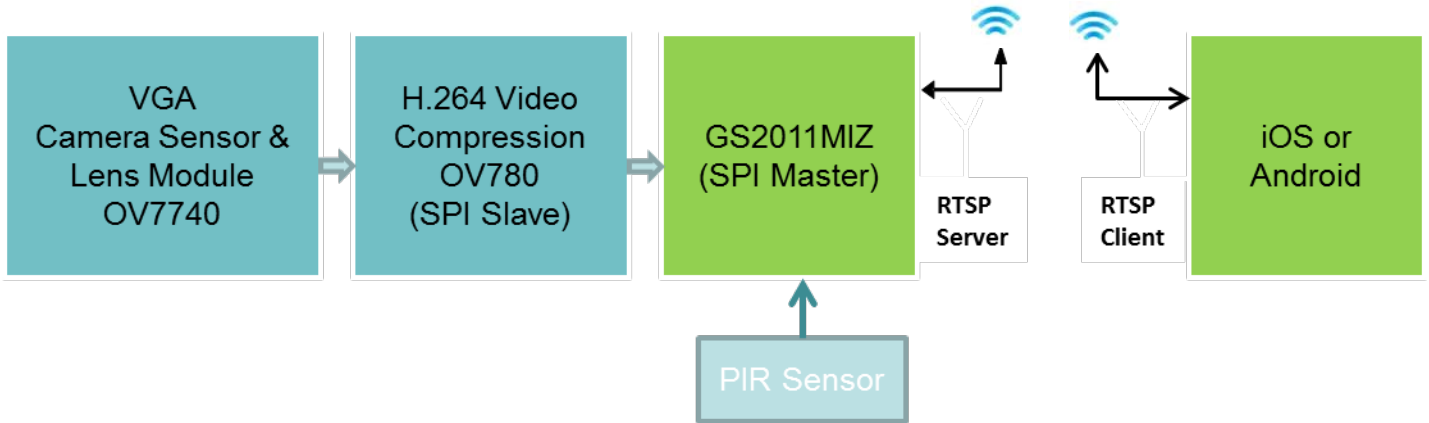 VGA
Camera Sensor &
Lens Module
OV7740
H.264 Video
Compression
OV780
(SPI Slave)
GS2011MIZ
(SPI Master)
RTSP
Server
RTSP
Client
iOS or
Android
PIR Sensor